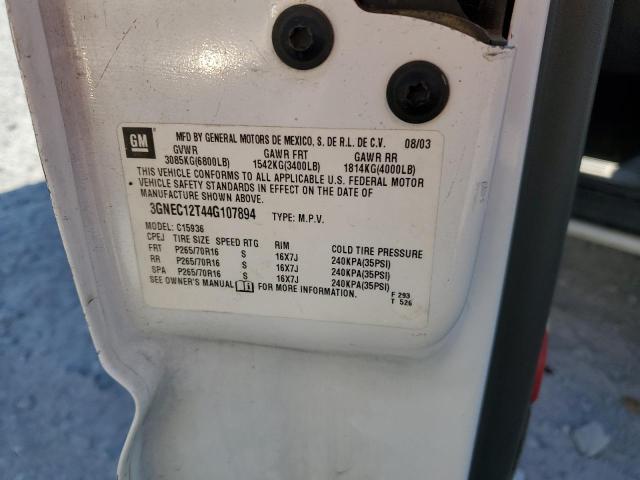 GM MFD BY GENERAL MOTORS DE MEXICO, S. DE R.L. DE C.V. 08/03
GVWR GAWR FRT GAWR RR
3085KG(6800LB) 1542KG(3400LB) 1814KG(4000LB)
THIS VEHICLE CONFORMS TO ALL APPLICABLE U.S. FEDERAL MOTOR
VEHICLE SAFETY STANDARDS IN EFFECT ON THE DATE OF
MANUFACTURE SHOWN ABOVE.
3GNEC12T44G107894 TYPE: M.P.V.
MODEL: C15936
CPEJ TIRE SIZE SPEED RTG RIM COLD TIRE PRESSURE
FRT P265/70R16 S 16X7J 240KPA(35PSI)
RR P265/70R16 S 16X7J 240KPA(35PSI)
SPA P265/70R16 S 16X7J 240KPA(35PSI)
SEE OWNER'S MANUAL FOR MORE INFORMATION.
F 293
T 526